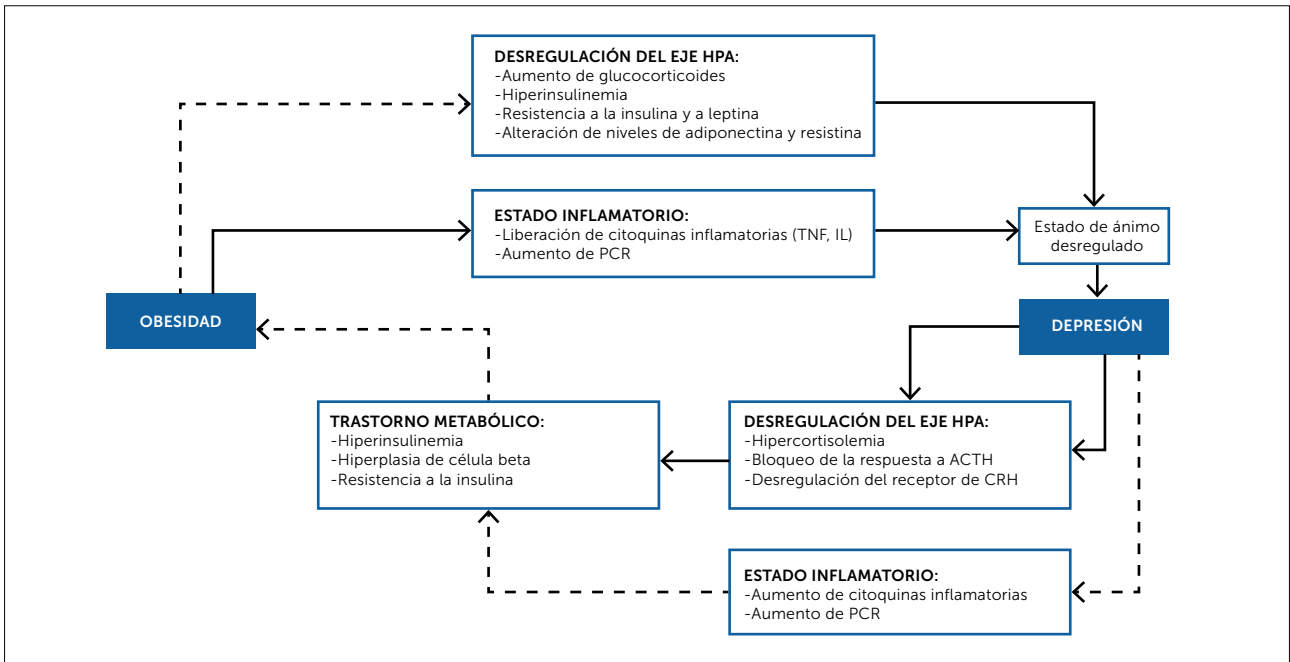 DESREGULACIÓN DEL EJE HPA:
-Aumento de glucocorticoides
-Hiperinsulinemia
-Resistencia a la insulina y a leptina
-Alteración de niveles de adiponectina y resistina
ESTADO INFLAMATORIO:
-Liberación de citoquinas inflamatorias (TNF, IL)
-Aumento de PCR
Estado de ánimo
desregulado
OBESIDAD
DEPRESIÓN
TRASTORNO METABÓLICO:
-Hiperinsulinemia
-Hiperplasia de célula beta
-Resistencia a la insulina
DESREGULACIÓN DEL EJE HPA:
-Hipercortisolemia
-Bloqueo de la respuesta a ACTH
-Desregulación del receptor de CRH
ESTADO INFLAMATORIO:
-Aumento de citoquinas inflamatorias
-Aumento de PCR